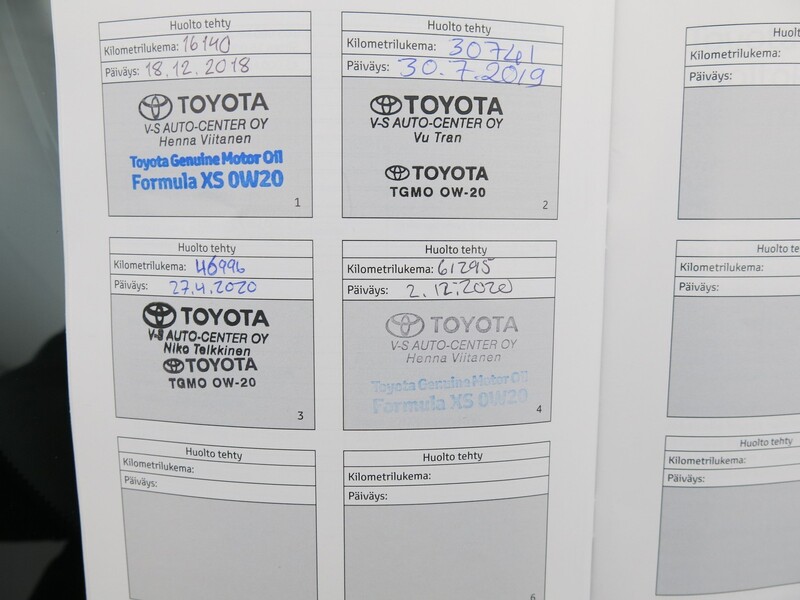 Huolto tehty
Kilometrilukema: 16140
Päiväys: 18.12.2018
TOYOTA
V-S AUTO-CENTER OY
Henna Viitanen
Toyota Genuine Motor Oil
Formula XS 0W20
1
Huolto tehty
Kilometrilukema: 30741
Päiväys: 30.7.2019
TOYOTA
V-S AUTO-CENTER OY
Vu Tran
TOYOTA
TGMO OW-20
2
Huolto tehty
Kilometrilukema: 46996
Päiväys: 27.4.2020
TOYOTA
V-S AUTO-CENTER OY
Niko Telkkinen
TOYOTA
TGMO OW-20
3
Huolto tehty
Kilometrilukema: 61295
Päiväys: 2.12.2020
TOYOTA
V-S AUTO-CENTER OY
Henna Viitanen
Toyota Genuine Motor Oil
Formula XS 0W20
4
Huolto tehty
Kilometrilukema:
Päiväys:
Huolto tehty
Kilometrilukema:
Päiväys:
6
Kilometrilukema:
Päiväys:
Huolto te
Kilometrilukema:
Päiväys:
Huolto tehty
Kilometrilukema:
Päiväys: